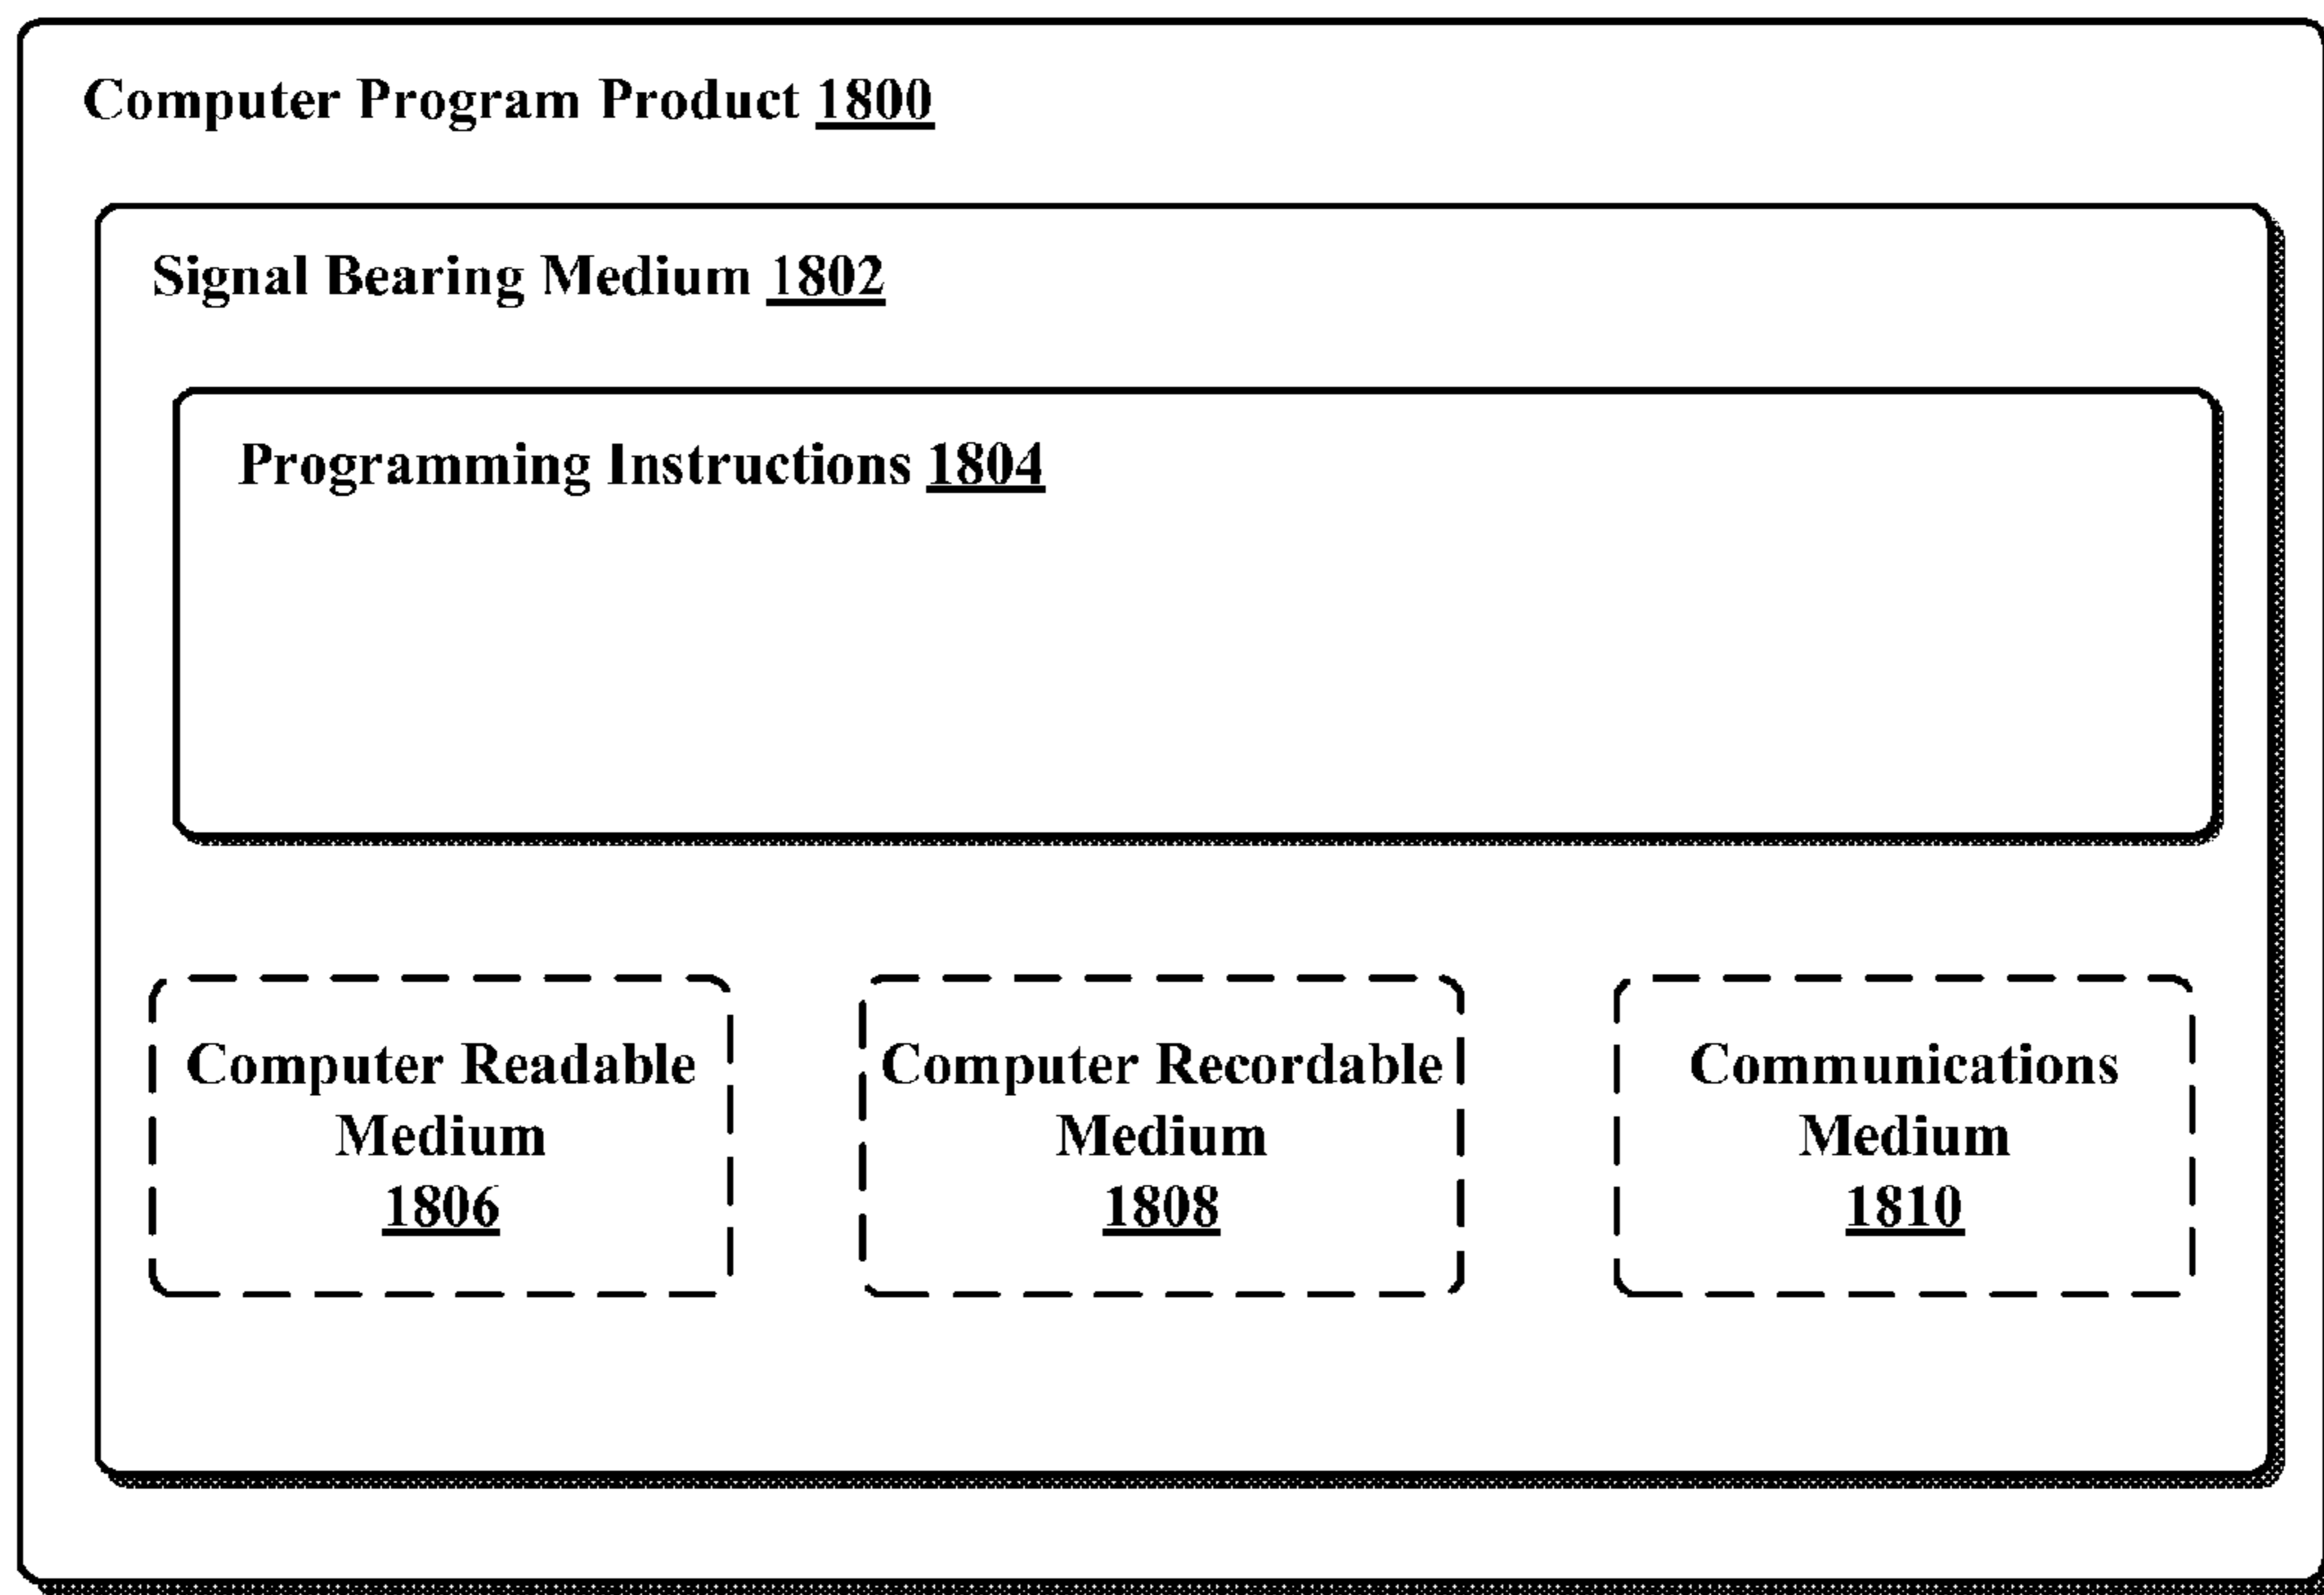 Computer Program Product 1800
Signal Bearing Medium 1802
Programming Instructions 1804
Computer Readable
Medium
1806
Computer Recordable
Medium
1808
Communications
Medium
1810